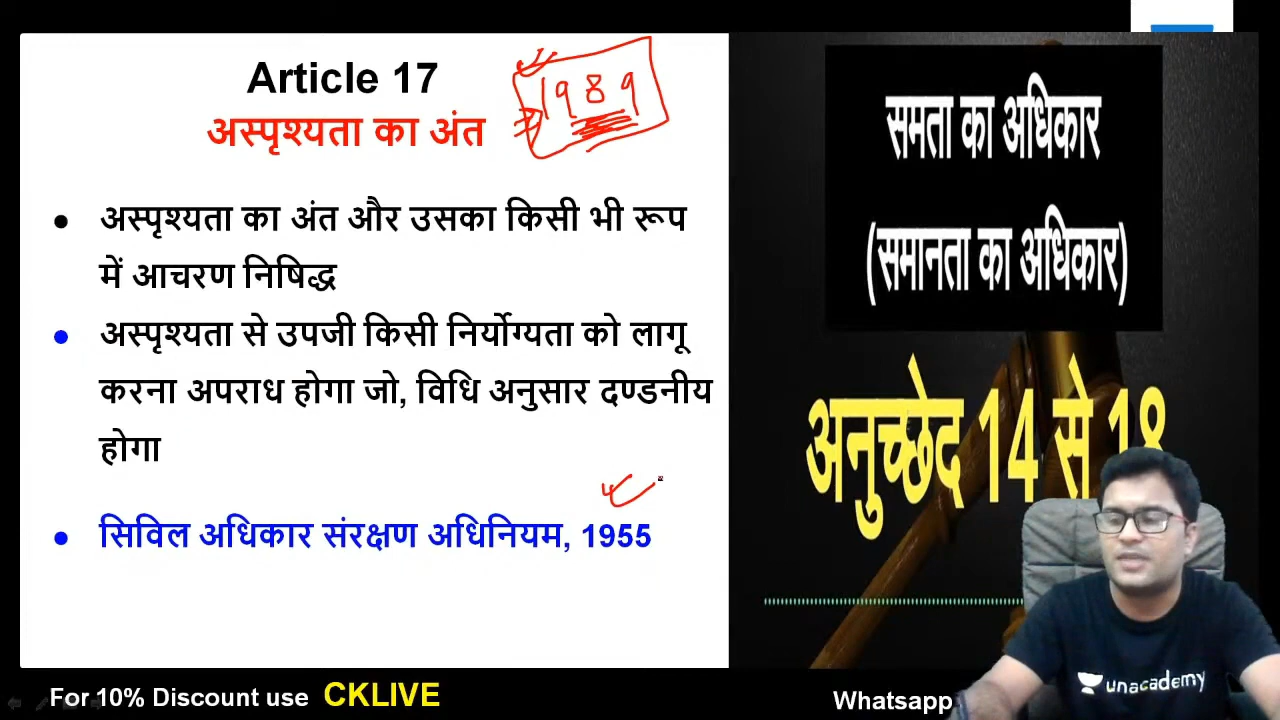 Article 17
1989
अस्पृश्यता का अंत
• अस्पृश्यता का अंत और उसका किसी भी रूप
में आचरण निषिद्ध
• अस्पृश्यता से उपजी किसी निर्योग्यता को लागू
करना अपराध होगा जो, विधि अनुसार दण्डनीय
होगा
• सिविल अधिकार संरक्षण अधिनियम, 1955
समता का अधिकार
(समानता का अधिकार)
अनुच्छेद 14 से 18
unacademy
For 10% Discount use CKLIVE
Whatsapp